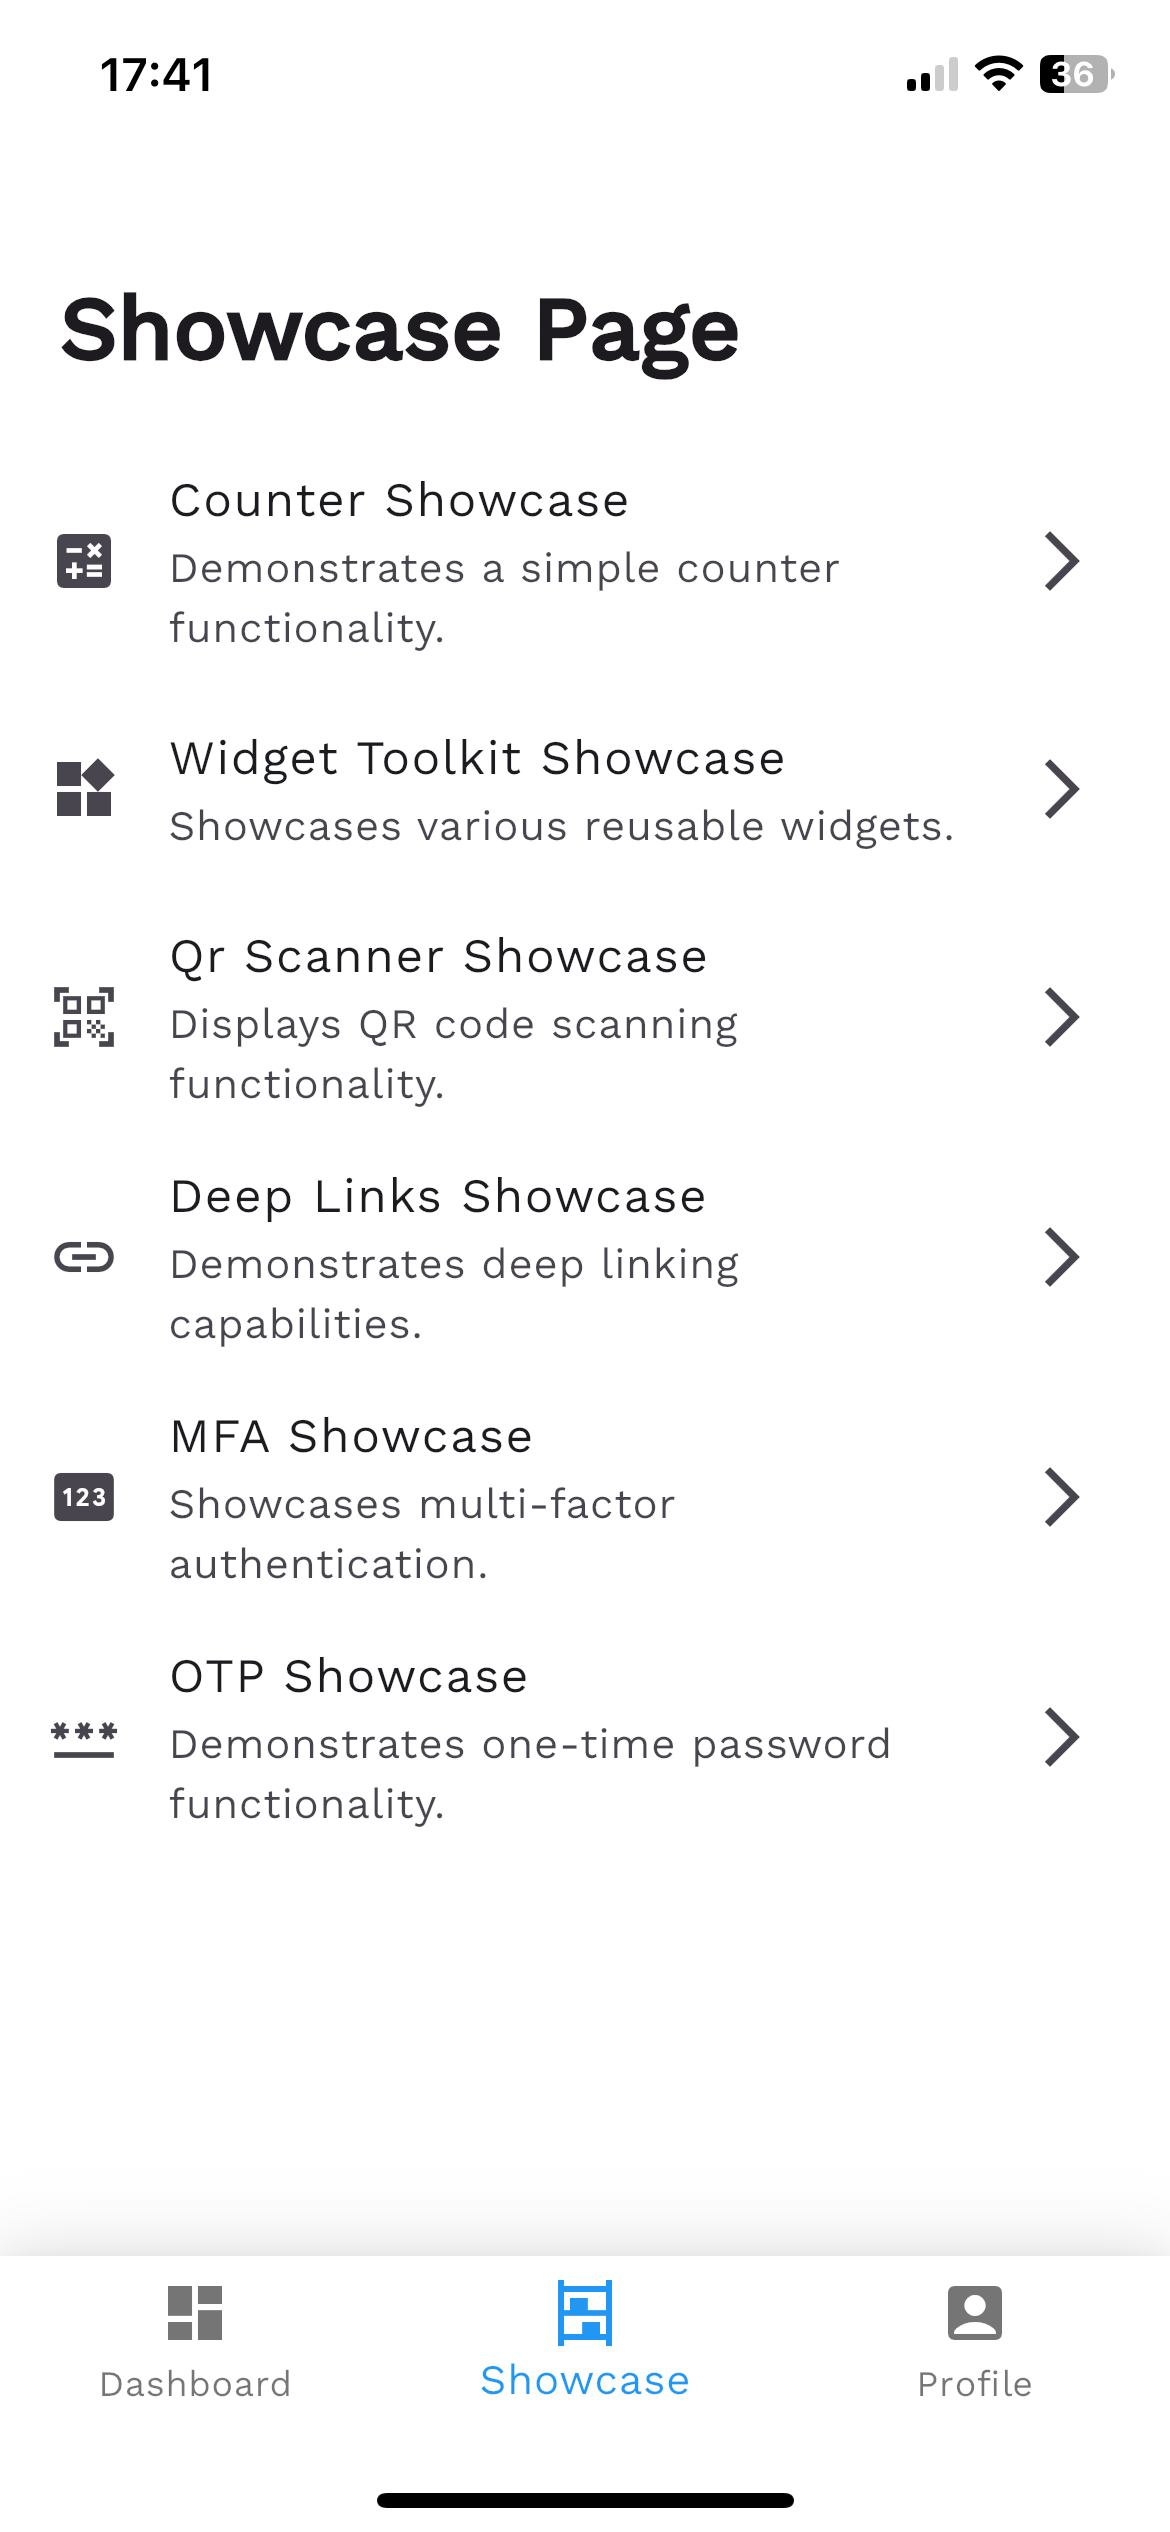 17:41
36
Showcase Page
Counter Showcase
Demonstrates a simple counter
functionality.
Widget Toolkit Showcase
Showcases various reusable widgets.
Qr Scanner Showcase
Displays QR code scanning
functionality.
Deep Links Showcase
Demonstrates deep linking
capabilities.
MFA Showcase
123
Showcases multi-factor
authentication.
OTP Showcase
***
Demonstrates one-time password
functionality.
Dashboard
Showcase
Profile